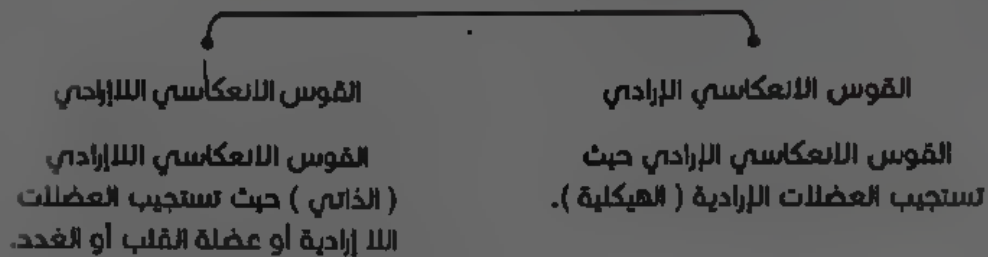 القوس الانعكاسي الإرادي
القوس الانعكاسي الإرادي حيث
تستجيب العضلات الإرادية ( الهيكلية ).
القوس الانعكاسي اللاإرادي
القوس الانعكاسي اللاإرادي
( الذاتي ) حيث تستجيب العضلات
اللا إرادية أو عضلة القلب أو الغدد.